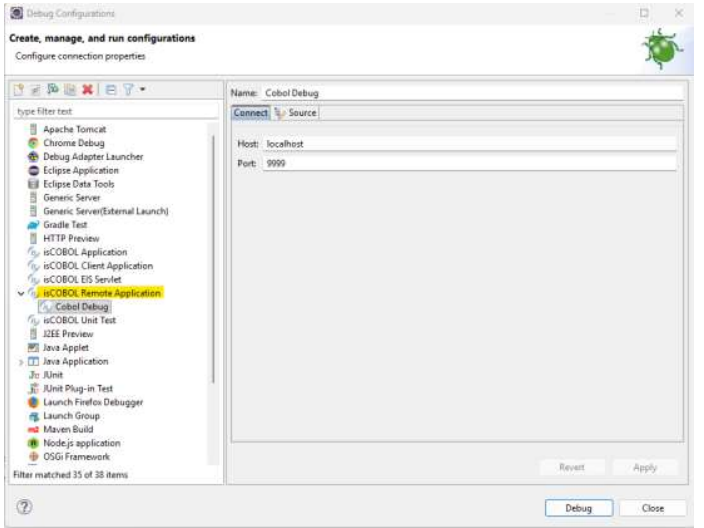 Debug Configurations
Create, manage, and run configurations
Configure connection properties
type filter text
Apache Tomcat
Chrome Debug
Debug Adapter Launcher
Eclipse Application
Eclipse Data Tools
Generic Server
Generic Server(External Launch)
Gradle Test
HTTP Preview
isCOBOL Application
isCOBOL Client Application
isCOBOL EIS Servlet
isCOBOL Remote Application
Cobol Debug
isCOBOL Unit Test
J2EE Preview
Java Applet
Java Application
JUnit
JUnit Plug-in Test
Launch Firefox Debugger
Launch Group
Maven Build
Node.js application
OSGi Framework
Filter matched 35 of 38 items
Name: Cobol Debug
Connect Source
Host: localhost
Port: 9999
Revert Apply
Debug Close